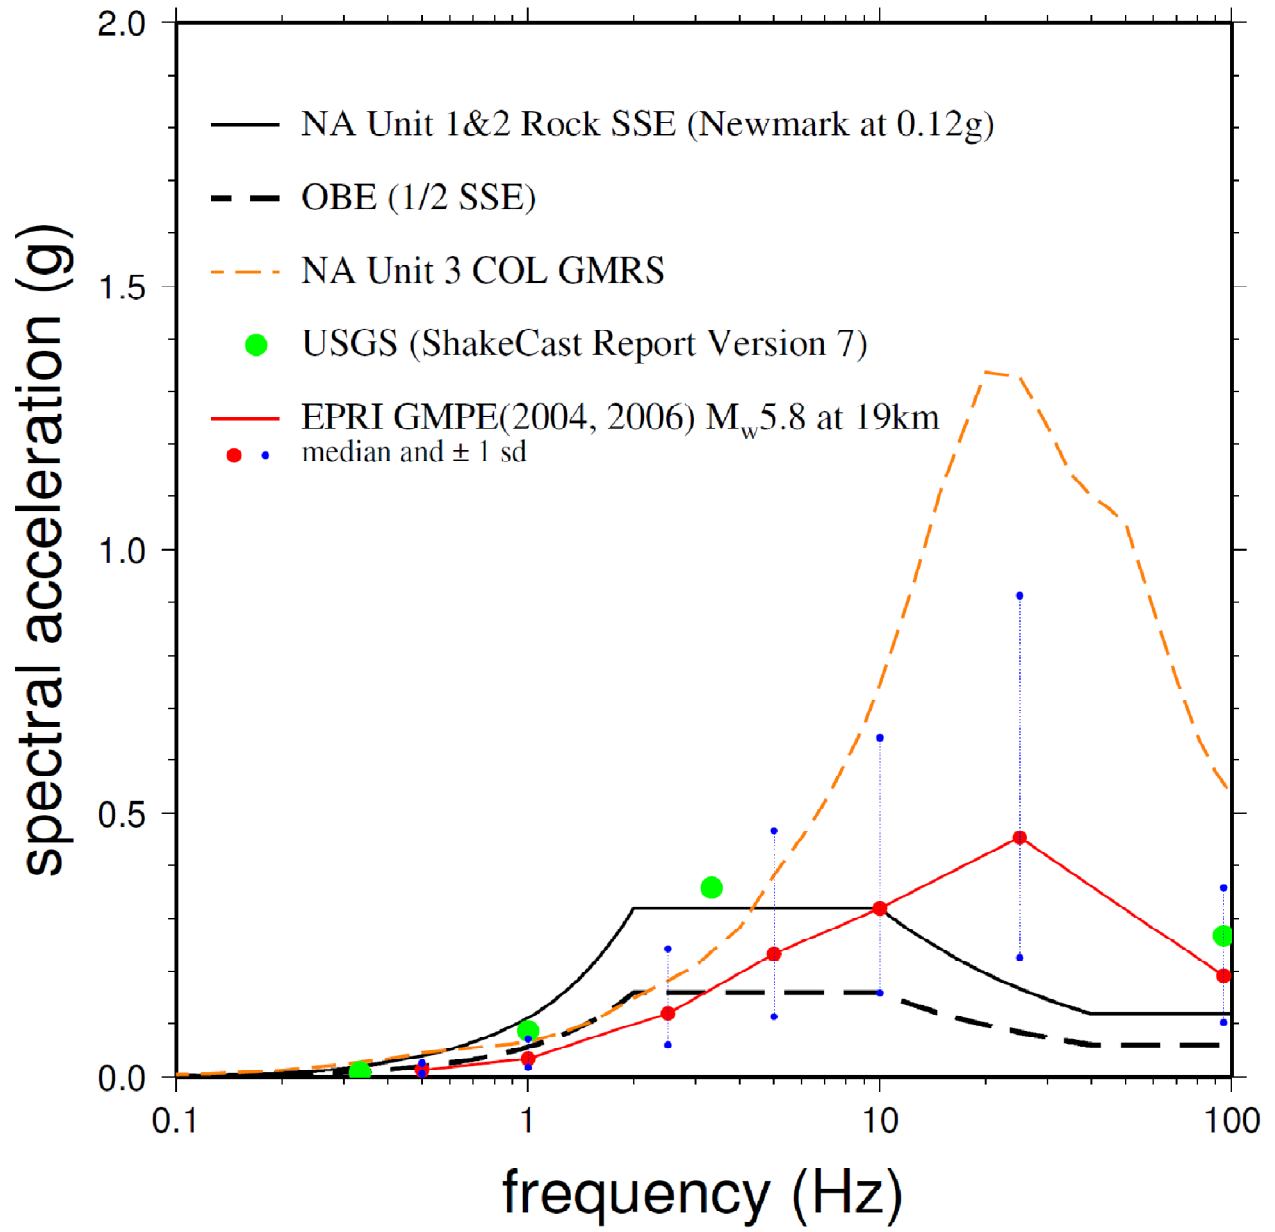 2.0
1.5
1.0
0.5
0.0
spectral acceleration (g)
NA Unit 1&2 Rock SSE (Newmark at 0.12g)
OBE (1/2 SSE)
NA Unit 3 COL GMRS
USGS (ShakeCast Report Version 7)
EPRI GMPE(2004, 2006) Mw5.8 at 19km
median and ± 1 sd
0.1 1 10 100
frequency (Hz)